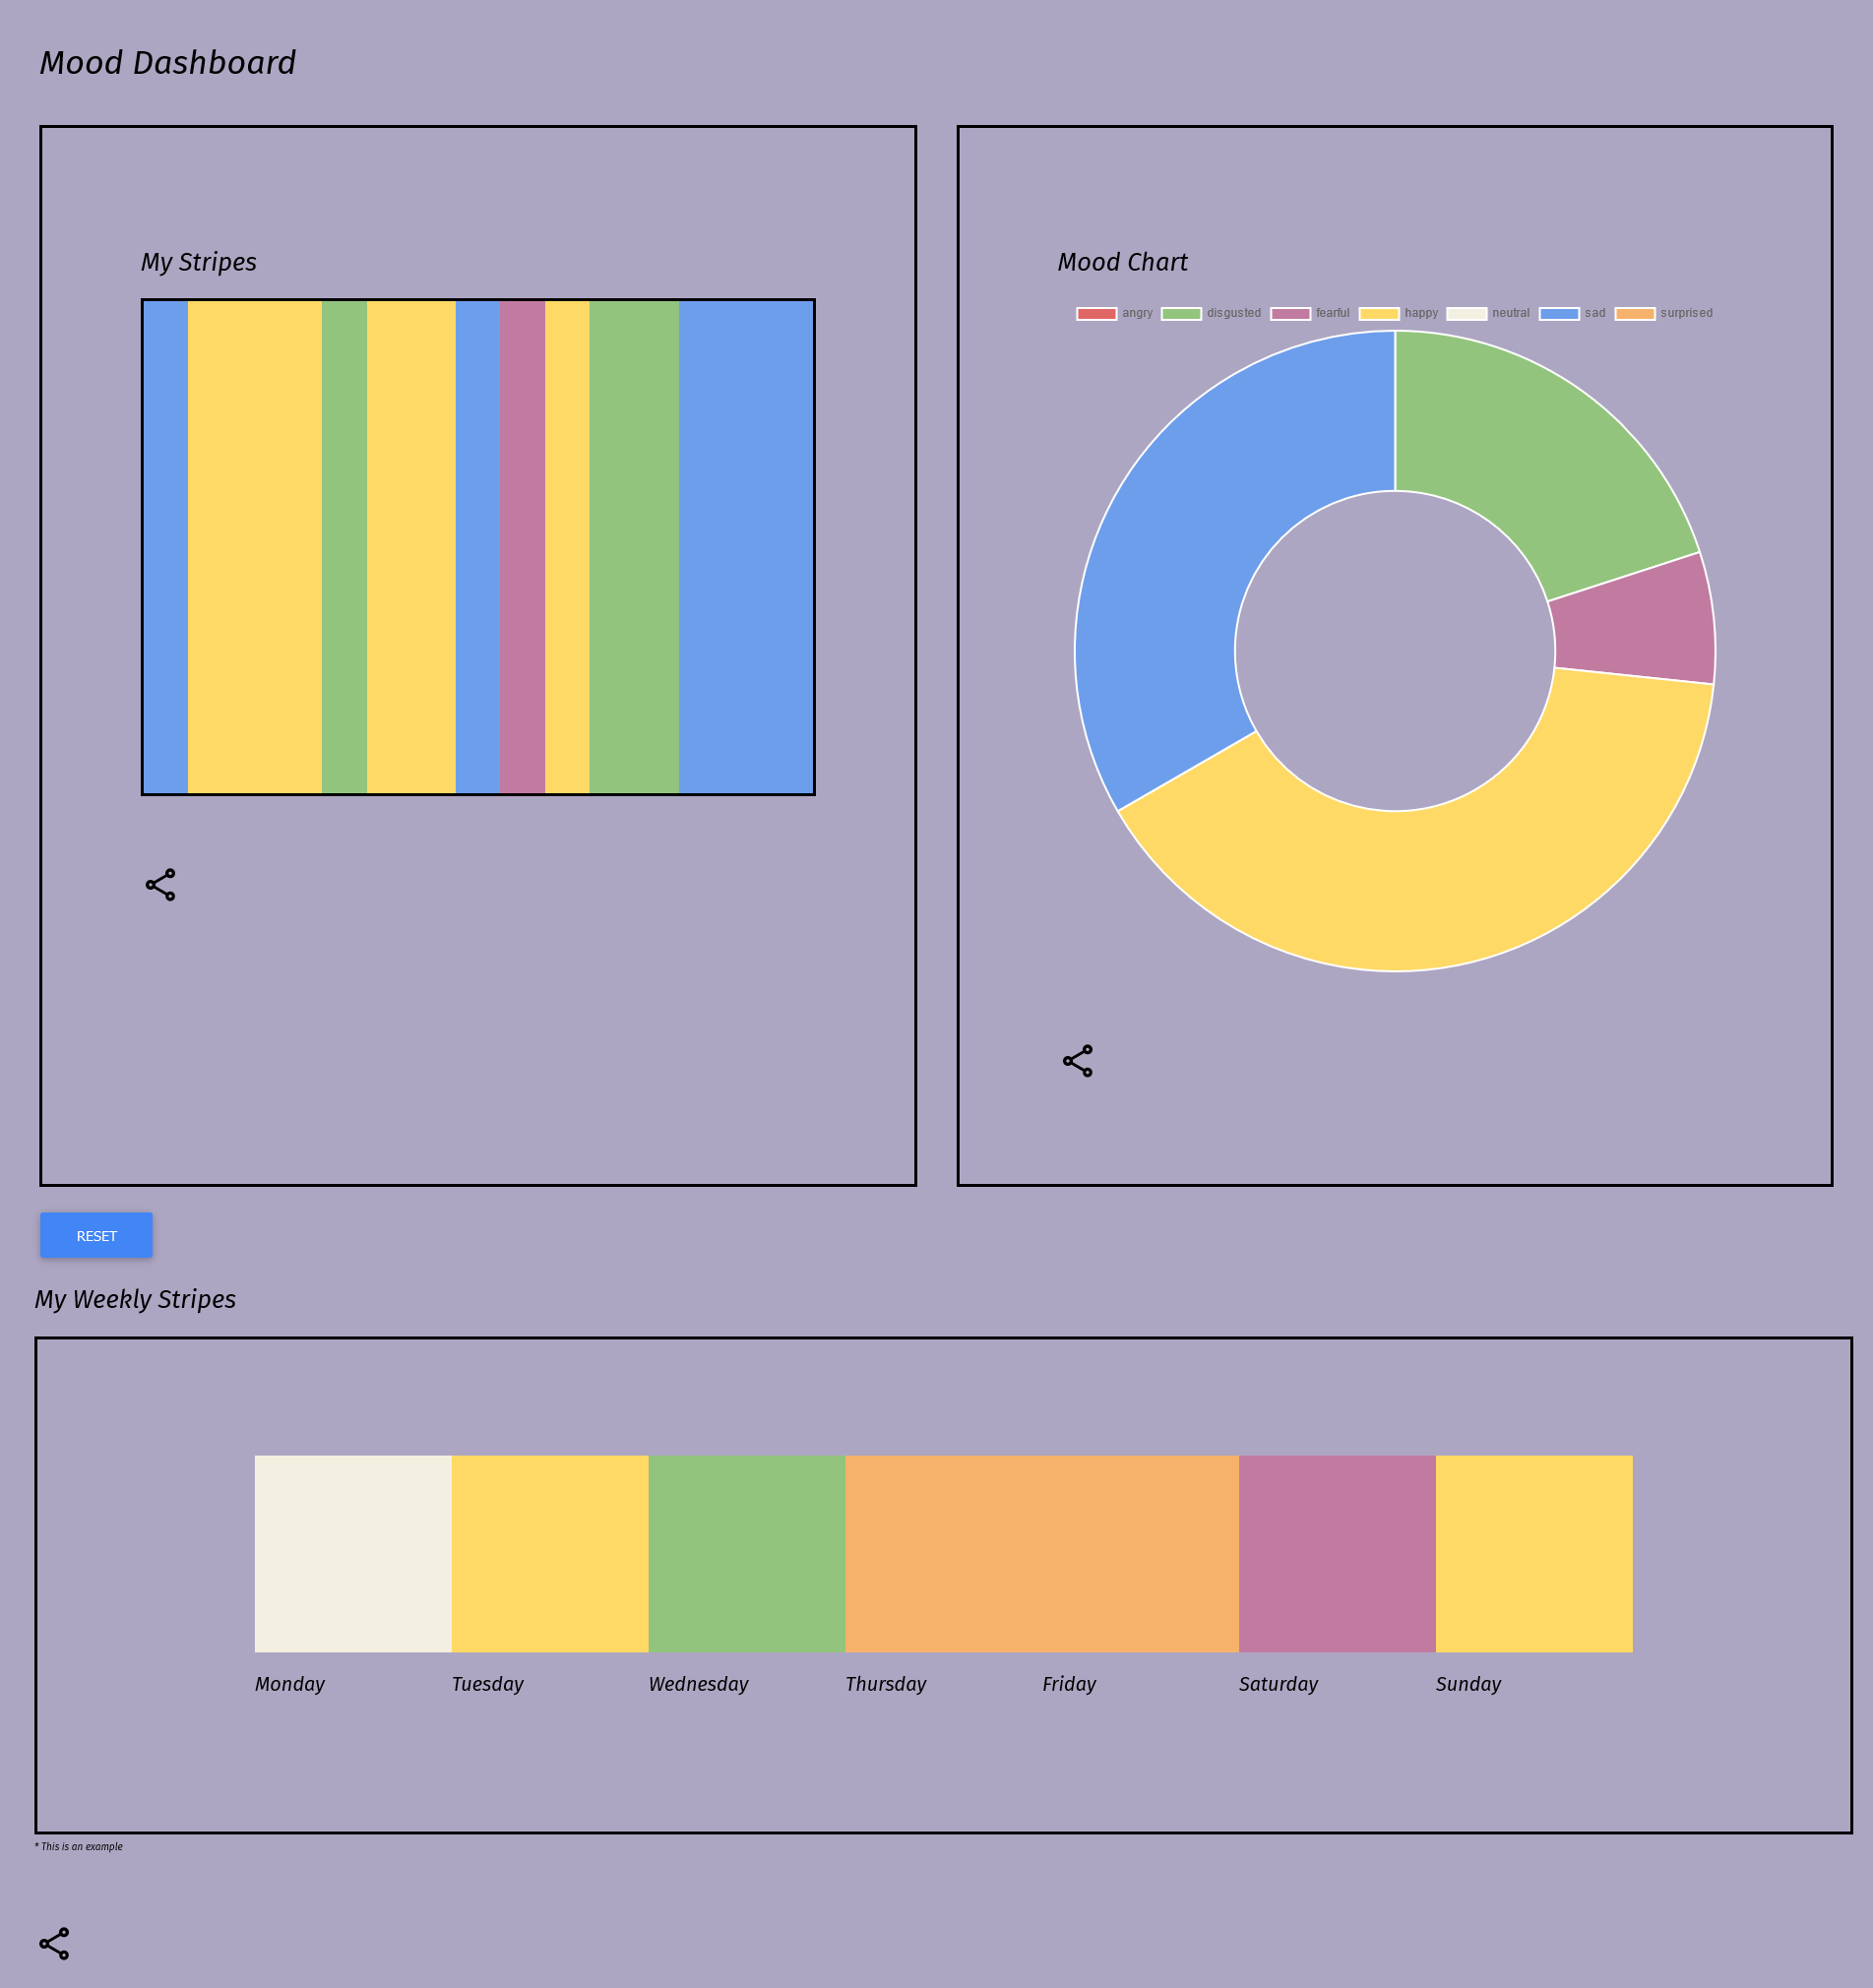 Mood Dashboard
My Stripes
Mood Chart
angry disgusted fearful happy neutral sad surprised
RESET
My Weekly Stripes
Monday Tuesday Wednesday Thursday Friday Saturday Sunday
* This is an example